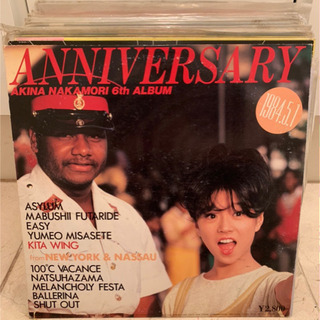 ANNIVERSARY
AKINA NAKAMORI 6th ALBUM
1984.5.1
ASYLUM
MABUSHII FUTARIDE
EASY
YUMEO MISASETE
KITA WING
from NEW YORK & NASSAU
100°C VACANCE
NATSUHAZAMA
MELANCHOLY FESTA
BALLERINA
SHUT OUT
¥2,800